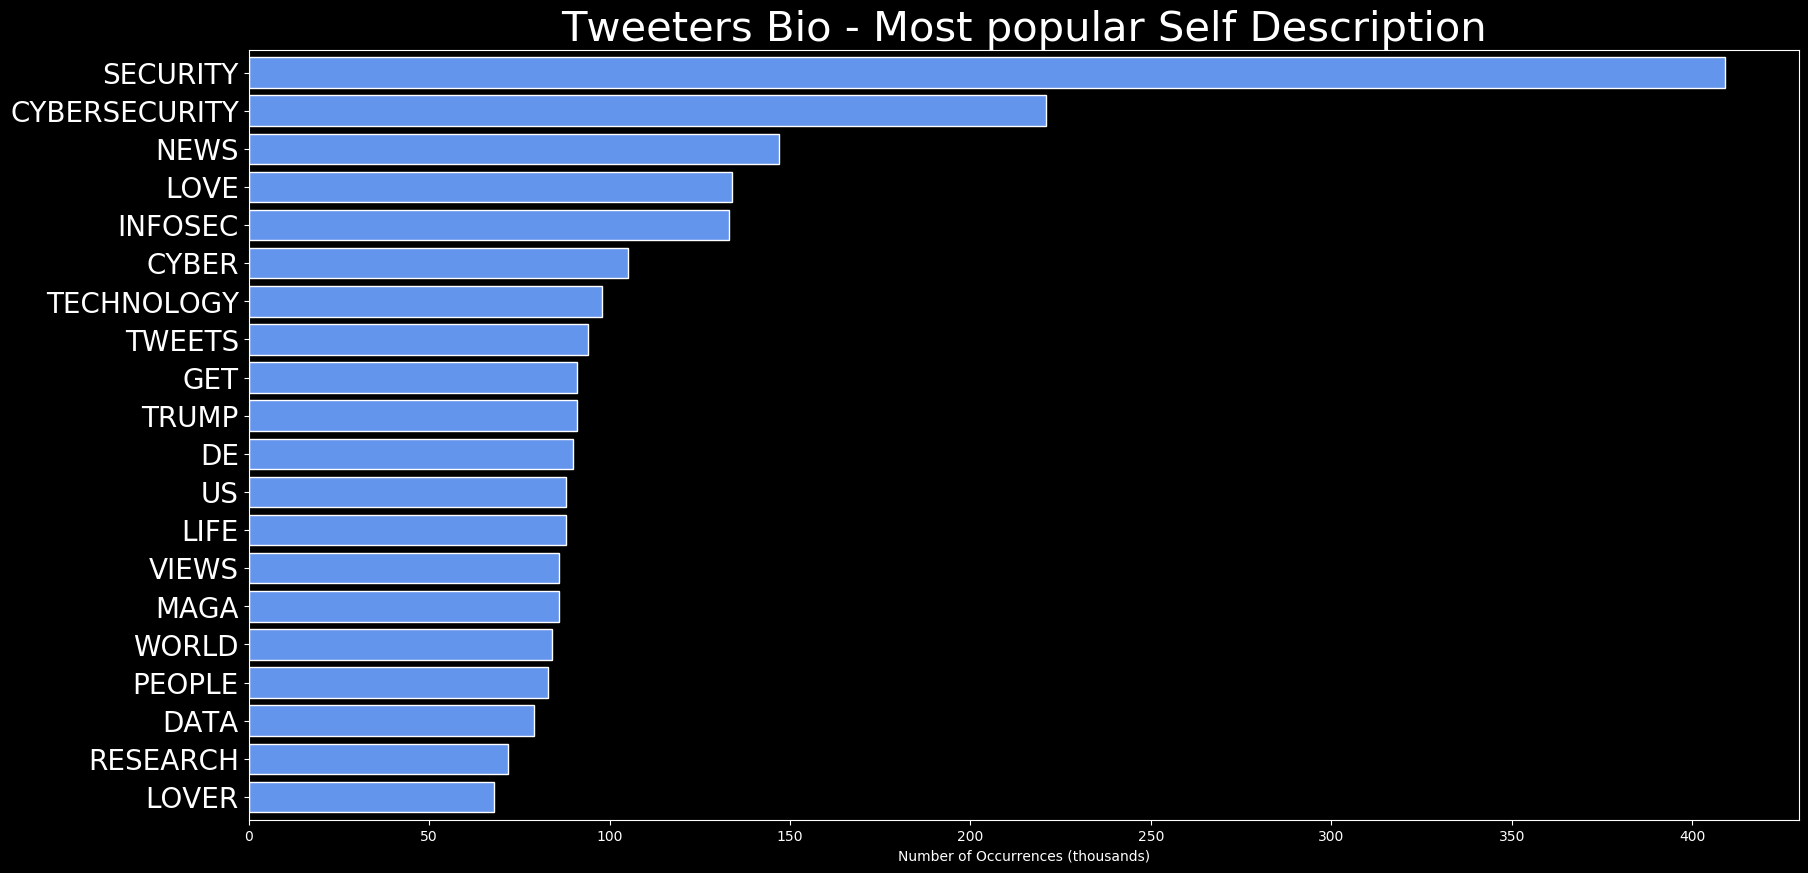 Tweeters Bio - Most popular Self Description
SECURITY
CYBERSECURITY
NEWS
LOVE
INFOSEC
CYBER
TECHNOLOGY
TWEETS
GET
TRUMP
DE
US
LIFE
VIEWS
MAGA
WORLD
PEOPLE
DATA
RESEARCH
LOVER
0 50 100 150 200 250 300 350 400
Number of Occurrences (thousands)